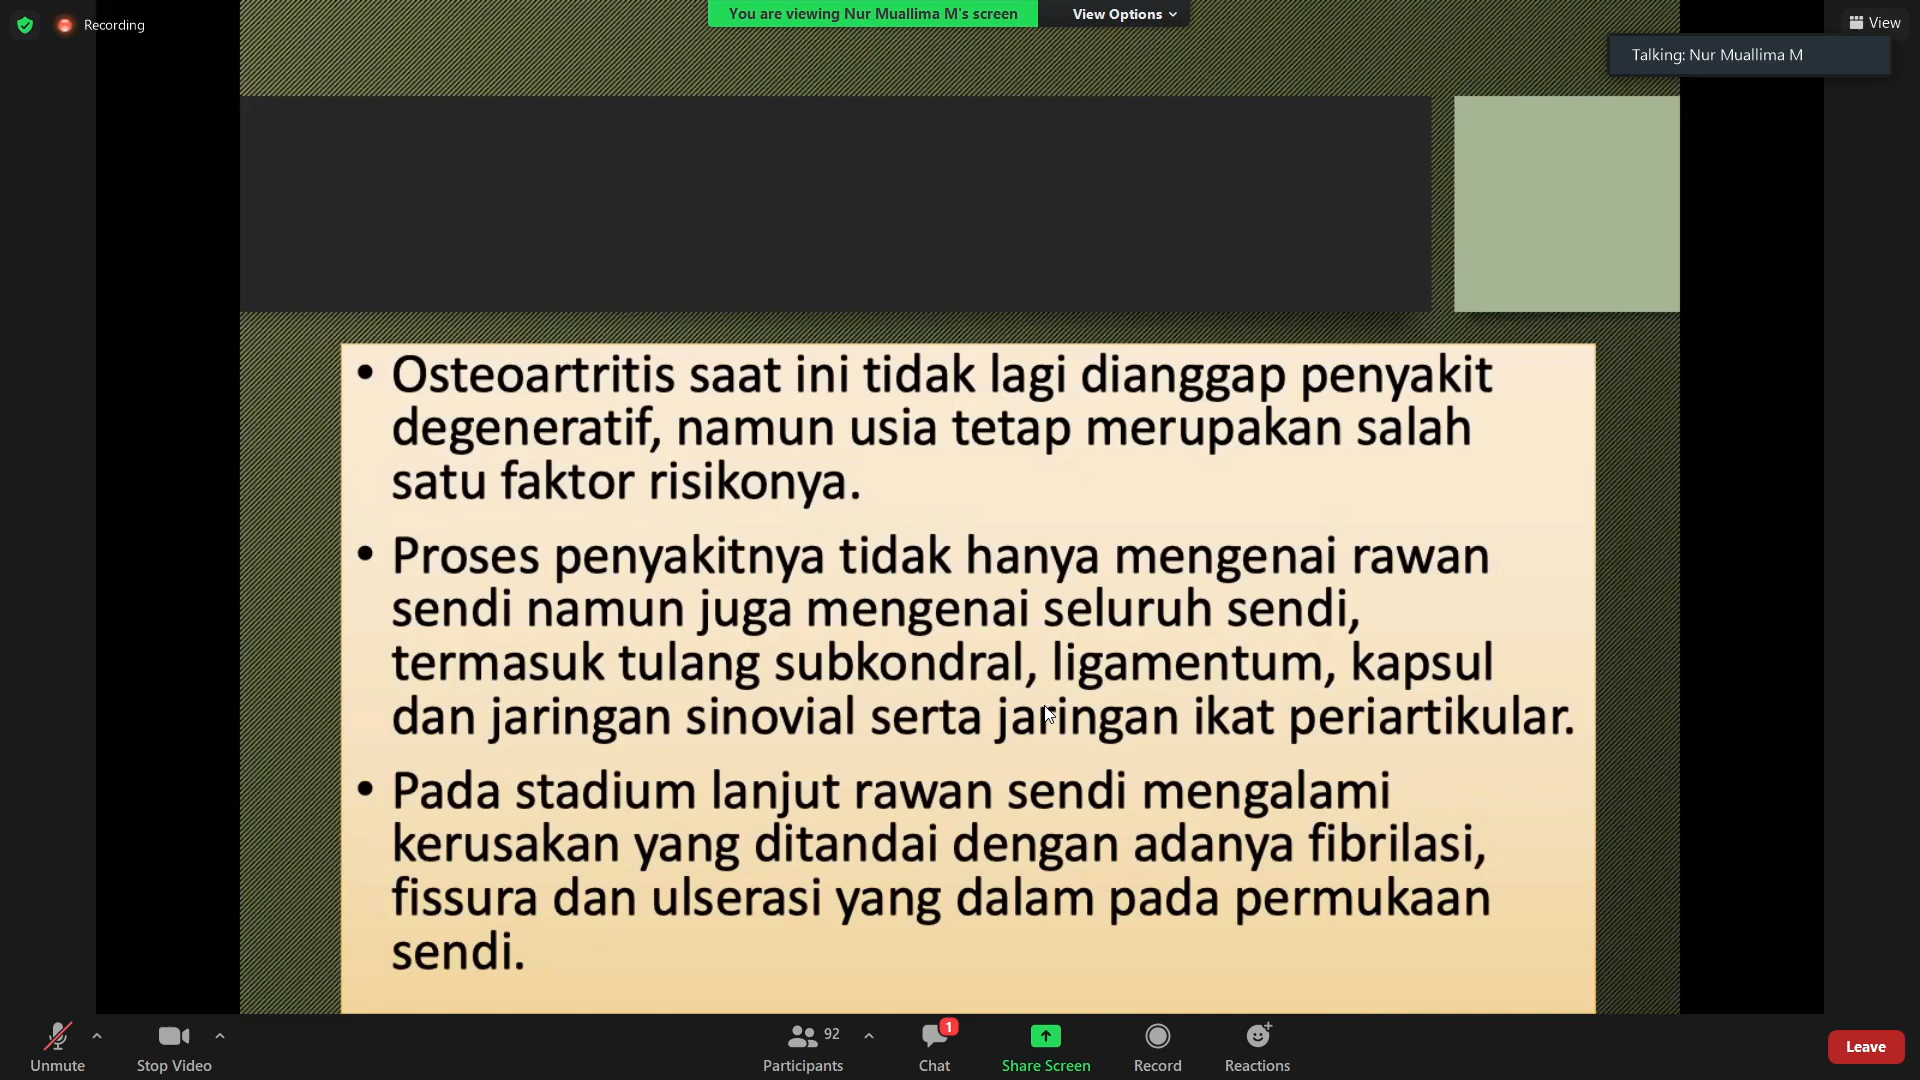 Recording
You are viewing Nur Muallima M's screen
View Options
View
Talking: Nur Muallima M
• Osteoartritis saat ini tidak lagi dianggap penyakit
degeneratif, namun usia tetap merupakan salah
satu faktor risikonya.
• Proses penyakitnya tidak hanya mengenai rawan
sendi namun juga mengenai seluruh sendi,
termasuk tulang subkondral, ligamentum, kapsul
dan jaringan sinovial serta jaringan ikat periartikular.
• Pada stadium lanjut rawan sendi mengalami
kerusakan yang ditandai dengan adanya fibrilasi,
fissura dan ulserasi yang dalam pada permukaan
sendi.
Unmute
Stop Video
92
Participants
1
Chat
Share Screen
Record
Reactions
Leave